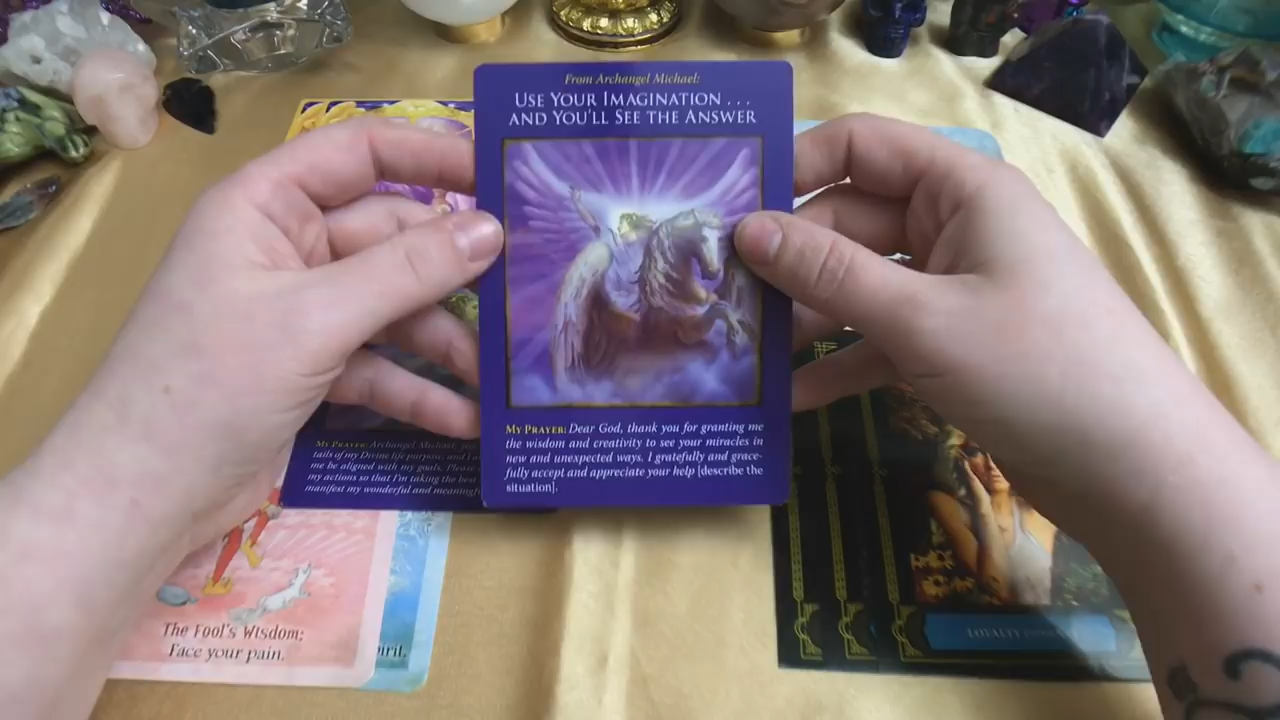 From Archangel Michael:
USE YOUR IMAGINATION . . .
AND YOU'LL SEE THE ANSWER
MY PRAYER: Dear God, thank you for granting me
the wisdom and creativity to see your miracles in
new and unexpected ways. I gratefully and grace-
fully accept and appreciate your help [describe the
situation].
MY PRAYER: Archangel
tails of my Divine life purpose, and I
me be aligned with my goals. Please
my actions so that I'm taking the best
manifest my wonderful and meaningf
The Fool's Wisdom;
Face your pain.
pirit.
LOYALTY